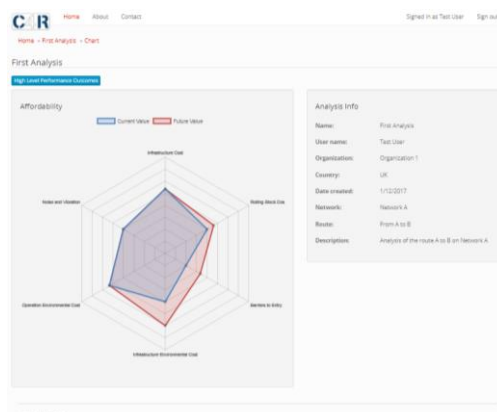 C4R Home About Contact Signed in as Test User Sign out
Home » First Analysis » Chart
First Analysis
High Level Performance Outcomes
Affordability
Current Value Future Value
Infrastructure Cost
Noise and Vibration
Rolling Stock Cost
Operation Environmental Cost
Barriers to Entry
Infrastructure Environmental Cost
Analysis Info
Name: First Analysis
User name: Test User
Organization: Organization 1
Country: UK
Date created: 1/12/2017
Network: Network A
Route: From A to B
Description: Analysis of the route A to B on Network A